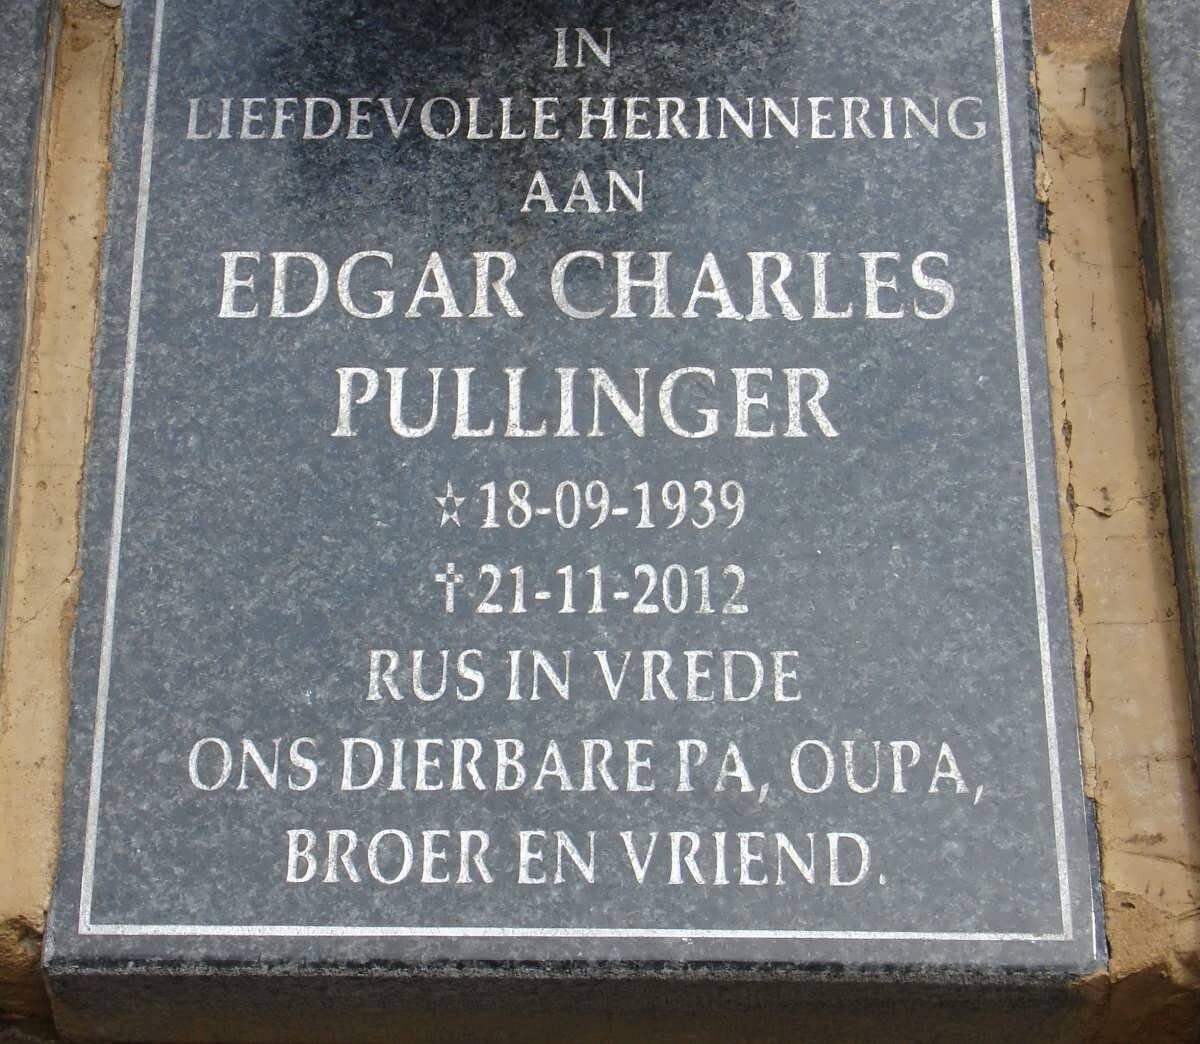 IN
LIEFDEVOLLE HERINNERING
AAN
EDGAR CHARLES
PULLINGER
☆18-09-1939
✝21-11-2012
RUS IN VREDE
ONS DIERBARE PA, OUPA,
BROER EN VRIEND.